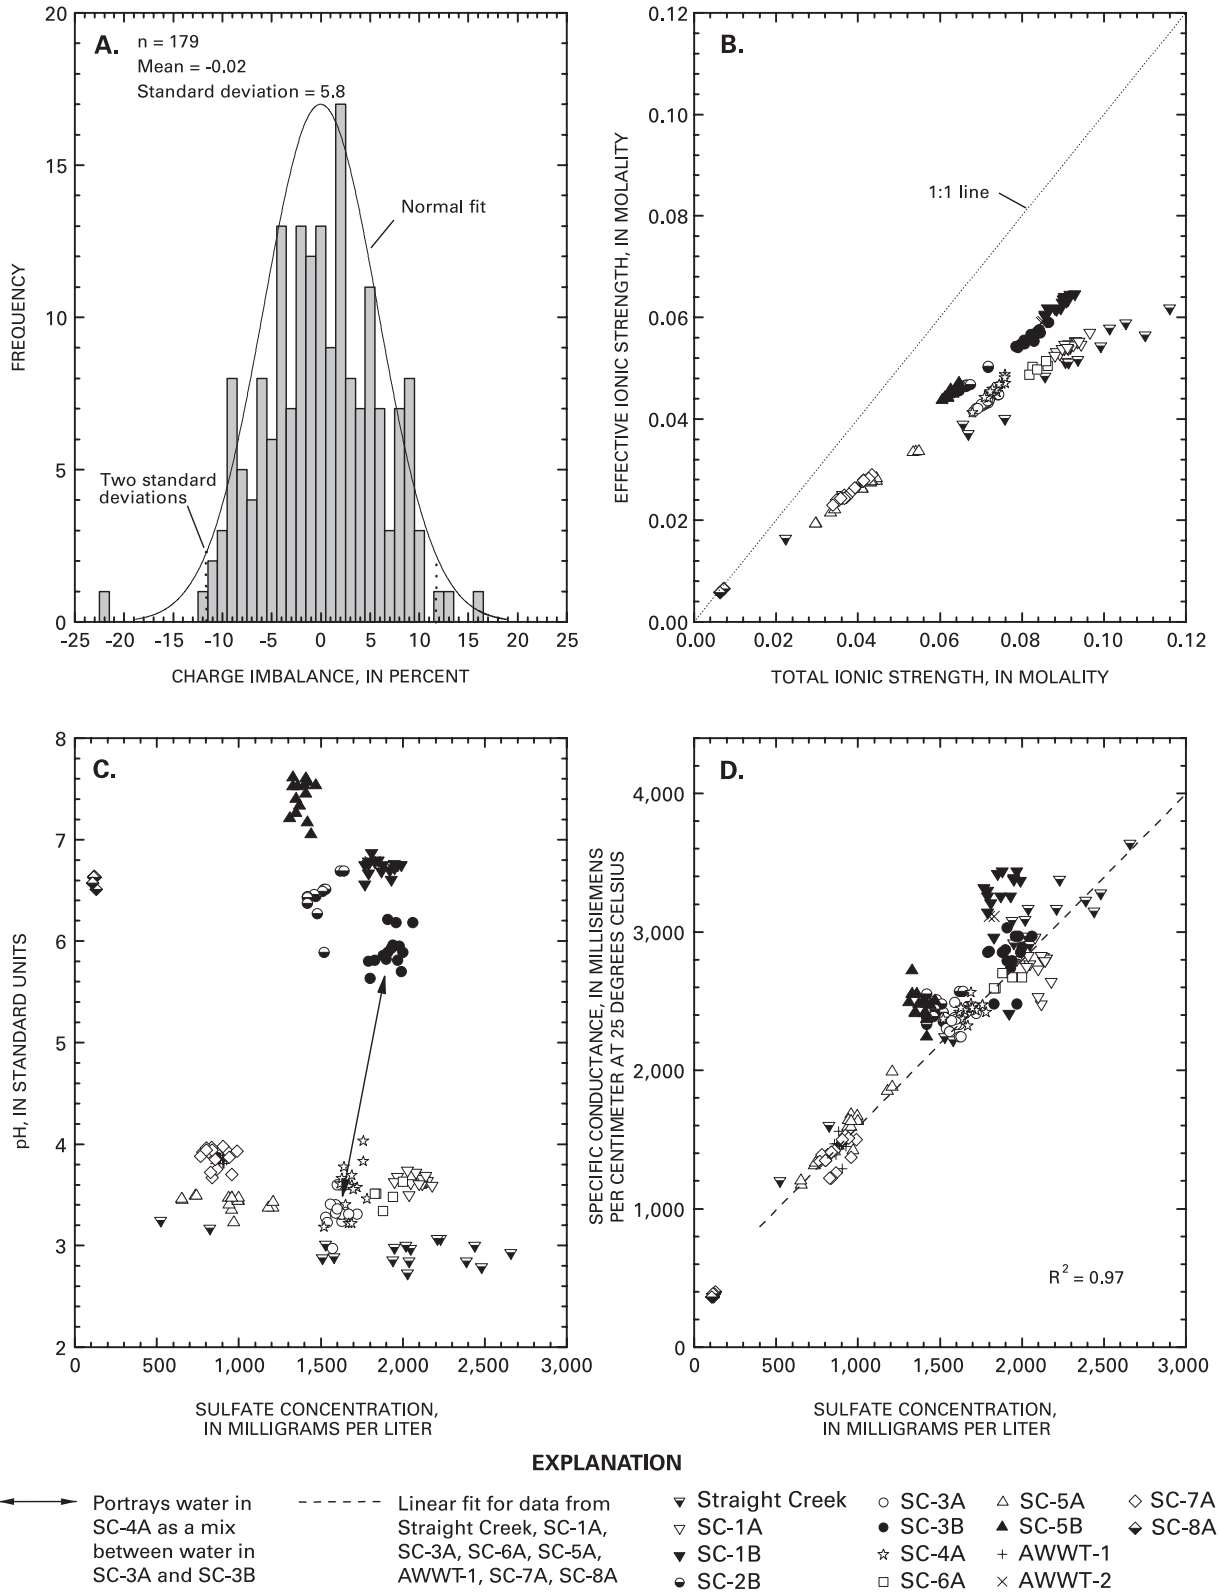 A.
n = 179
Mean = -0.02
Standard deviation = 5.8
Normal fit
Two standard
deviations
FREQUENCY
20
15
10
5
0
-25 -20 -15 -10 -5 0 5 10 15 20 25
CHARGE IMBALANCE, IN PERCENT
B.
1:1 line
EFFECTIVE IONIC STRENGTH, IN MOLALITY
0.12
0.10
0.08
0.06
0.04
0.02
0.00
0.00 0.02 0.04 0.06 0.08 0.10 0.12
TOTAL IONIC STRENGTH, IN MOLALITY
C.
pH, IN STANDARD UNITS
8
7
6
5
4
3
2
0 500 1,000 1,500 2,000 2,500 3,000
SULFATE CONCENTRATION,
IN MILLIGRAMS PER LITER
D.
SPECIFIC CONDUCTANCE, IN MILLISIEMENS
PER CENTIMETER AT 25 DEGREES CELSIUS
4,000
3,000
2,000
1,000
0
R2 = 0.97
0 500 1,000 1,500 2,000 2,500 3,000
SULFATE CONCENTRATION,
IN MILLIGRAMS PER LITER
EXPLANATION
Portrays water in
SC-4A as a mix
between water in
SC-3A and SC-3B
Linear fit for data from
Straight Creek, SC-1A,
SC-3A, SC-6A, SC-5A,
AWWT-1, SC-7A, SC-8A
Straight Creek
SC-1A
SC-1B
SC-2B
SC-3A
SC-3B
SC-4A
SC-6A
SC-5A
SC-5B
AWWT-1
AWWT-2
SC-7A
SC-8A